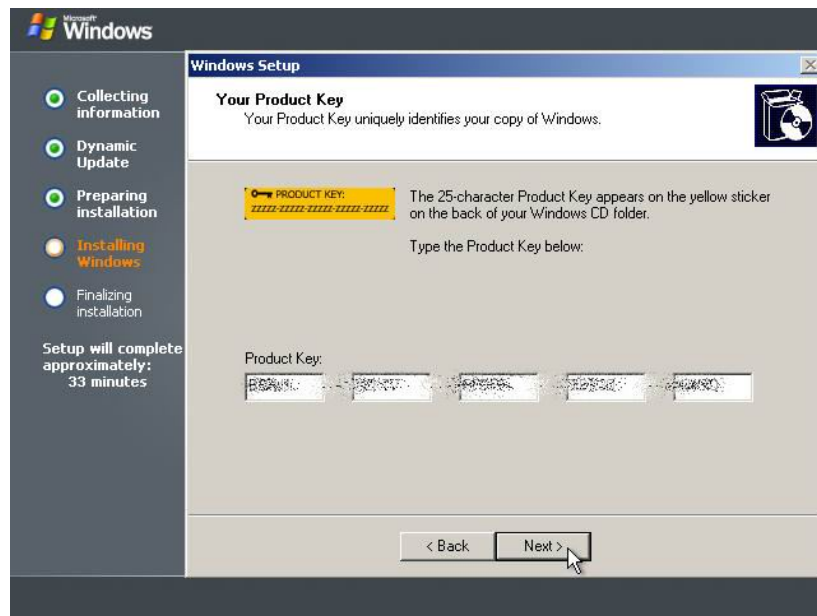 Microsoft
Windows
Collecting
information
Dynamic
Update
Preparing
installation
Installing
Windows
Finalizing
installation
Setup will complete
approximately:
33 minutes
Windows Setup
Your Product Key
Your Product Key uniquely identifies your copy of Windows.
PRODUCT KEY:
ZZZZZ-ZZZZZ-ZZZZZ-ZZZZZ-ZZZZZ
The 25-character Product Key appears on the yellow sticker
on the back of your Windows CD folder.
Type the Product Key below:
Product Key:
< Back
Next >